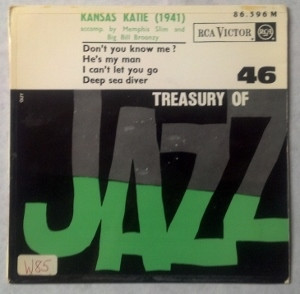 KANSAS KATIE (1941)
accomp. by Memphis Slim and
Big Bill Broonzy
86.396 M
RCA VICTOR
Don't you know me?
He's my man
I can't let you go
Deep sea diver
46
TREASURY OF
JAZZ
W85